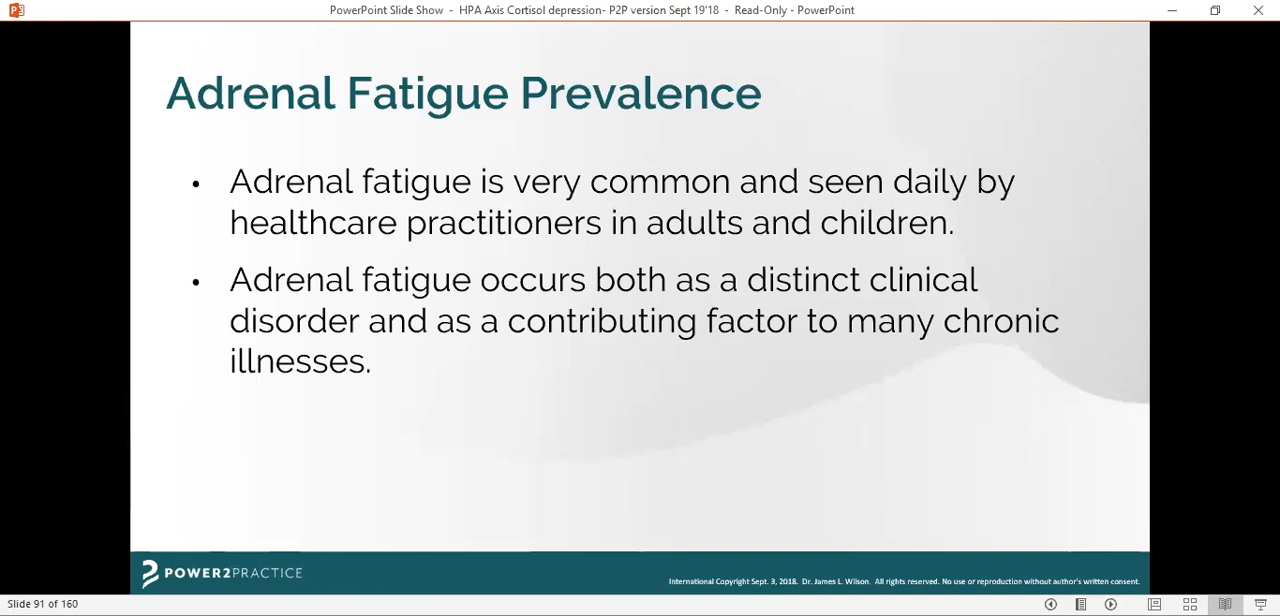 PowerPoint Slide Show - HPA Axis Cortisol depression- P2P version Sept 19'18 - Read-Only - PowerPoint
Adrenal Fatigue Prevalence
• Adrenal fatigue is very common and seen daily by
healthcare practitioners in adults and children.
• Adrenal fatigue occurs both as a distinct clinical
disorder and as a contributing factor to many chronic
illnesses.
POWER2PRACTICE
International Copyright Sept. 3, 2018. Dr. James L. Wilson. All rights reserved. No use or reproduction without author's written consent.
Slide 91 of 160